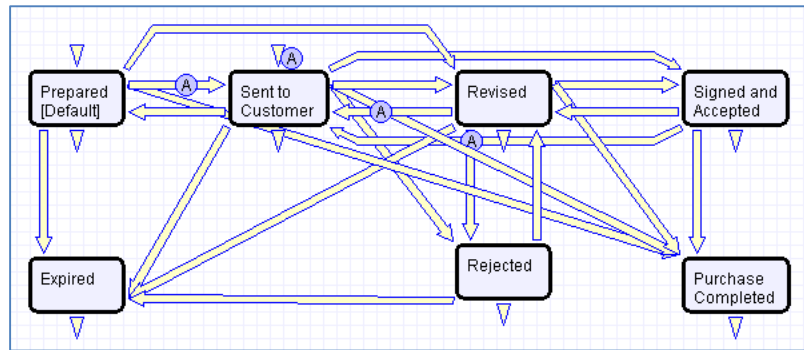 A
Prepared
[Default]
A
Sent to
Customer
Revised
Signed and
Accepted
A
A
Expired
Rejected
Purchase
Completed